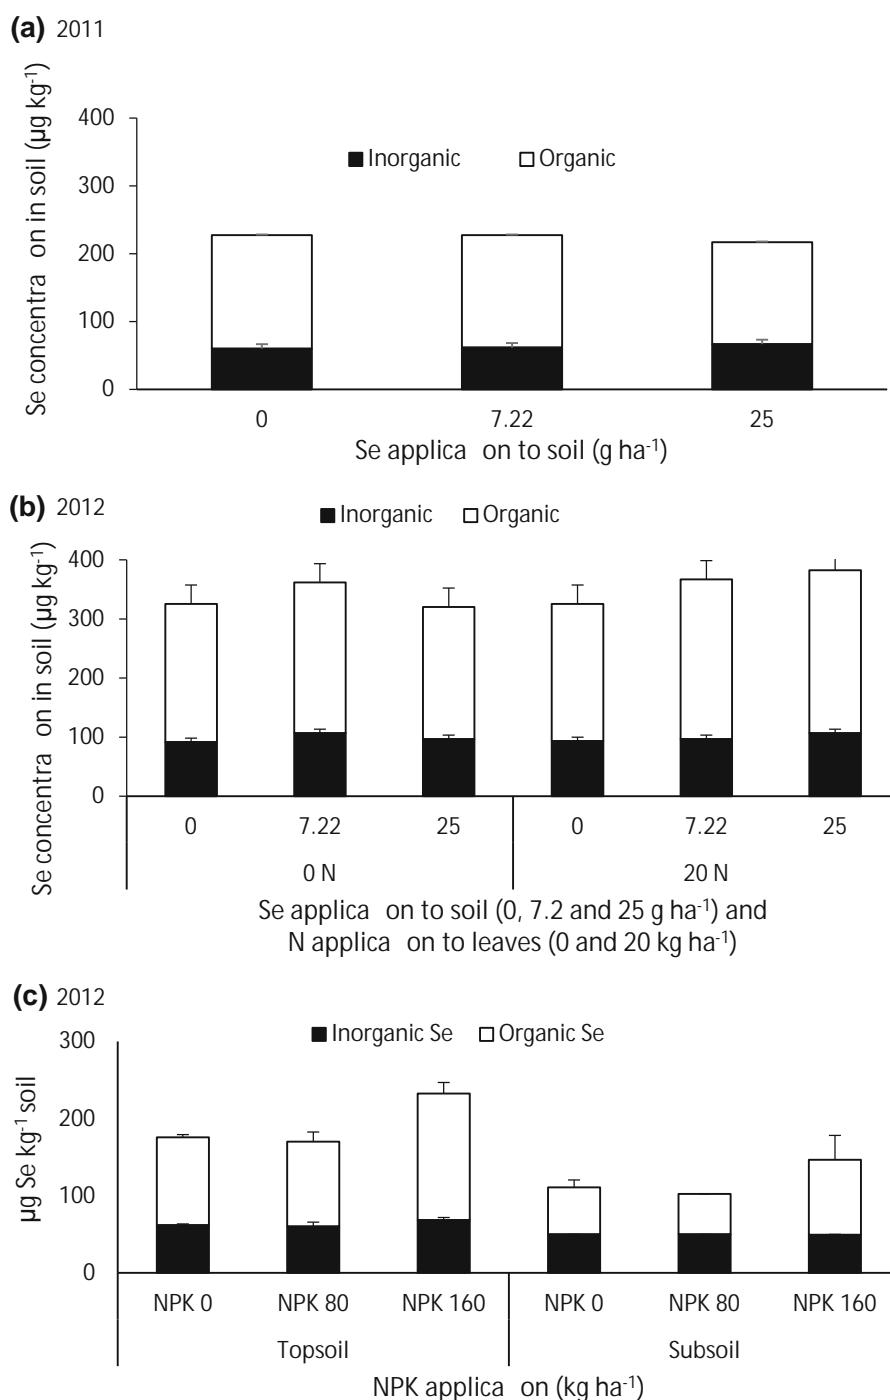 (a) 2011
Se concentra on in soil (µg kg-1)
400
300
200
100
0
Inorganic Organic
0 7.22 25
Se applica on to soil (g ha-1)
(b) 2012
Inorganic Organic
Se concentra on in soil (µg kg-1)
400
300
200
100
0
0 7.22 25 0 7.22 25
0 N 20 N
Se applica on to soil (0, 7.2 and 25 g ha-1) and
N applica on to leaves (0 and 20 kg ha-1)
(c) 2012
Inorganic Se Organic Se
µg Se kg-1 soil
300
200
100
0
NPK 0 NPK 80 NPK 160 NPK 0 NPK 80 NPK 160
Topsoil Subsoil
NPK applica on (kg ha-1)